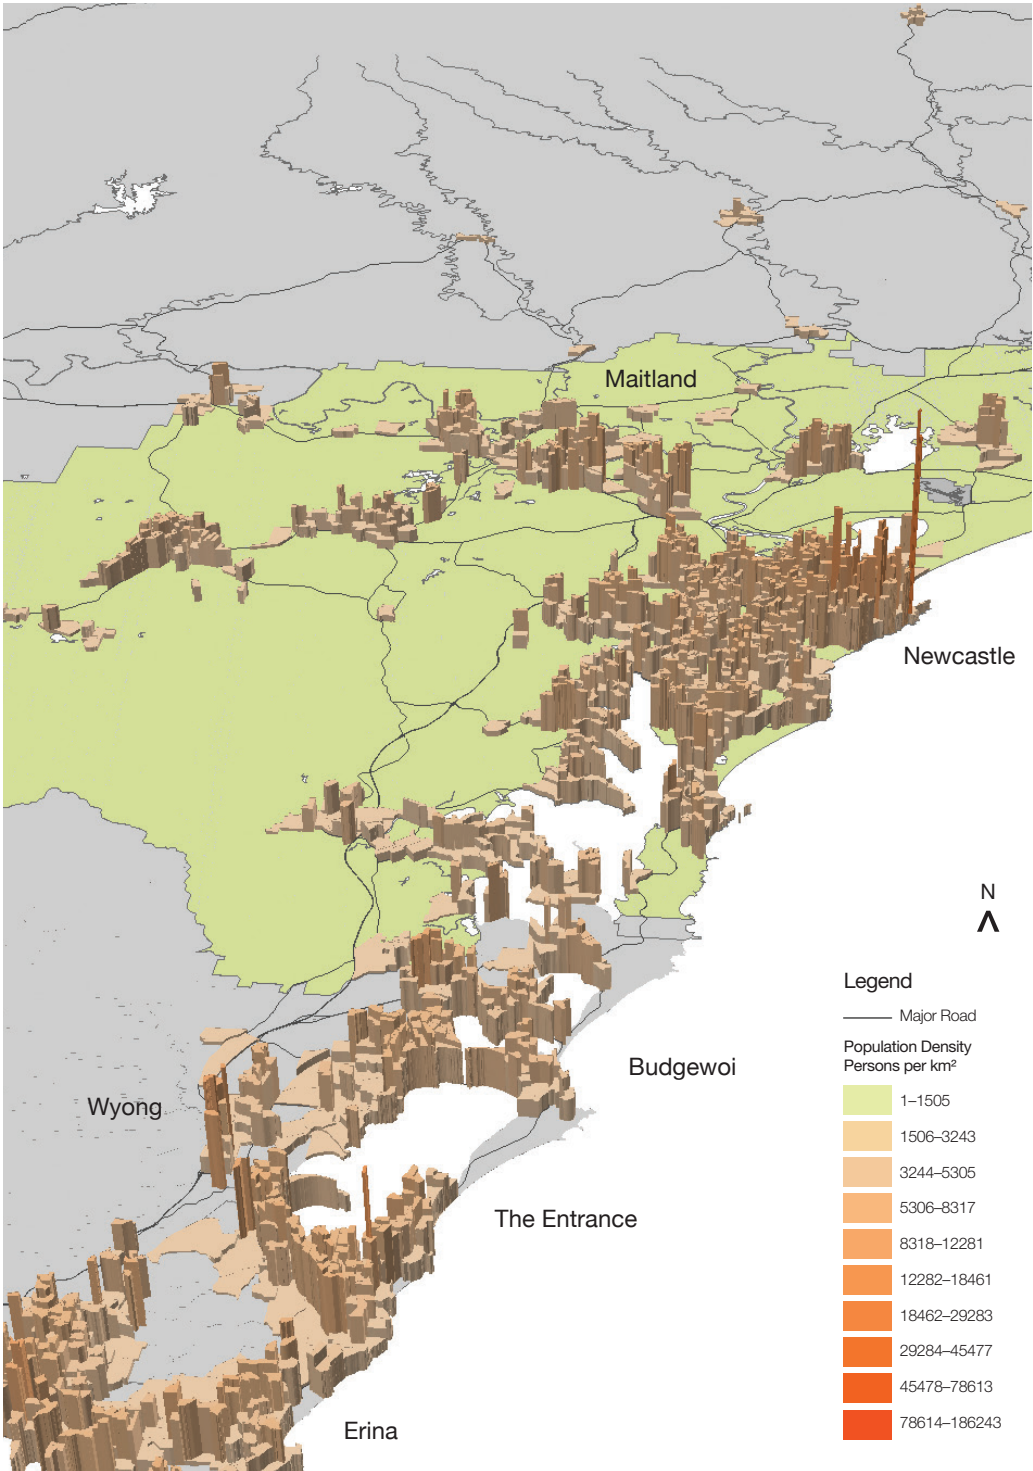 Maitland
Newcastle
N
Legend
Major Road
Population Density
Persons per km²
1–1505
1506–3243
3244–5305
5306–8317
8318–12281
12282–18461
18462–29283
29284–45477
45478–78613
78614–186243
Budgewoi
Wyong
The Entrance
Erina